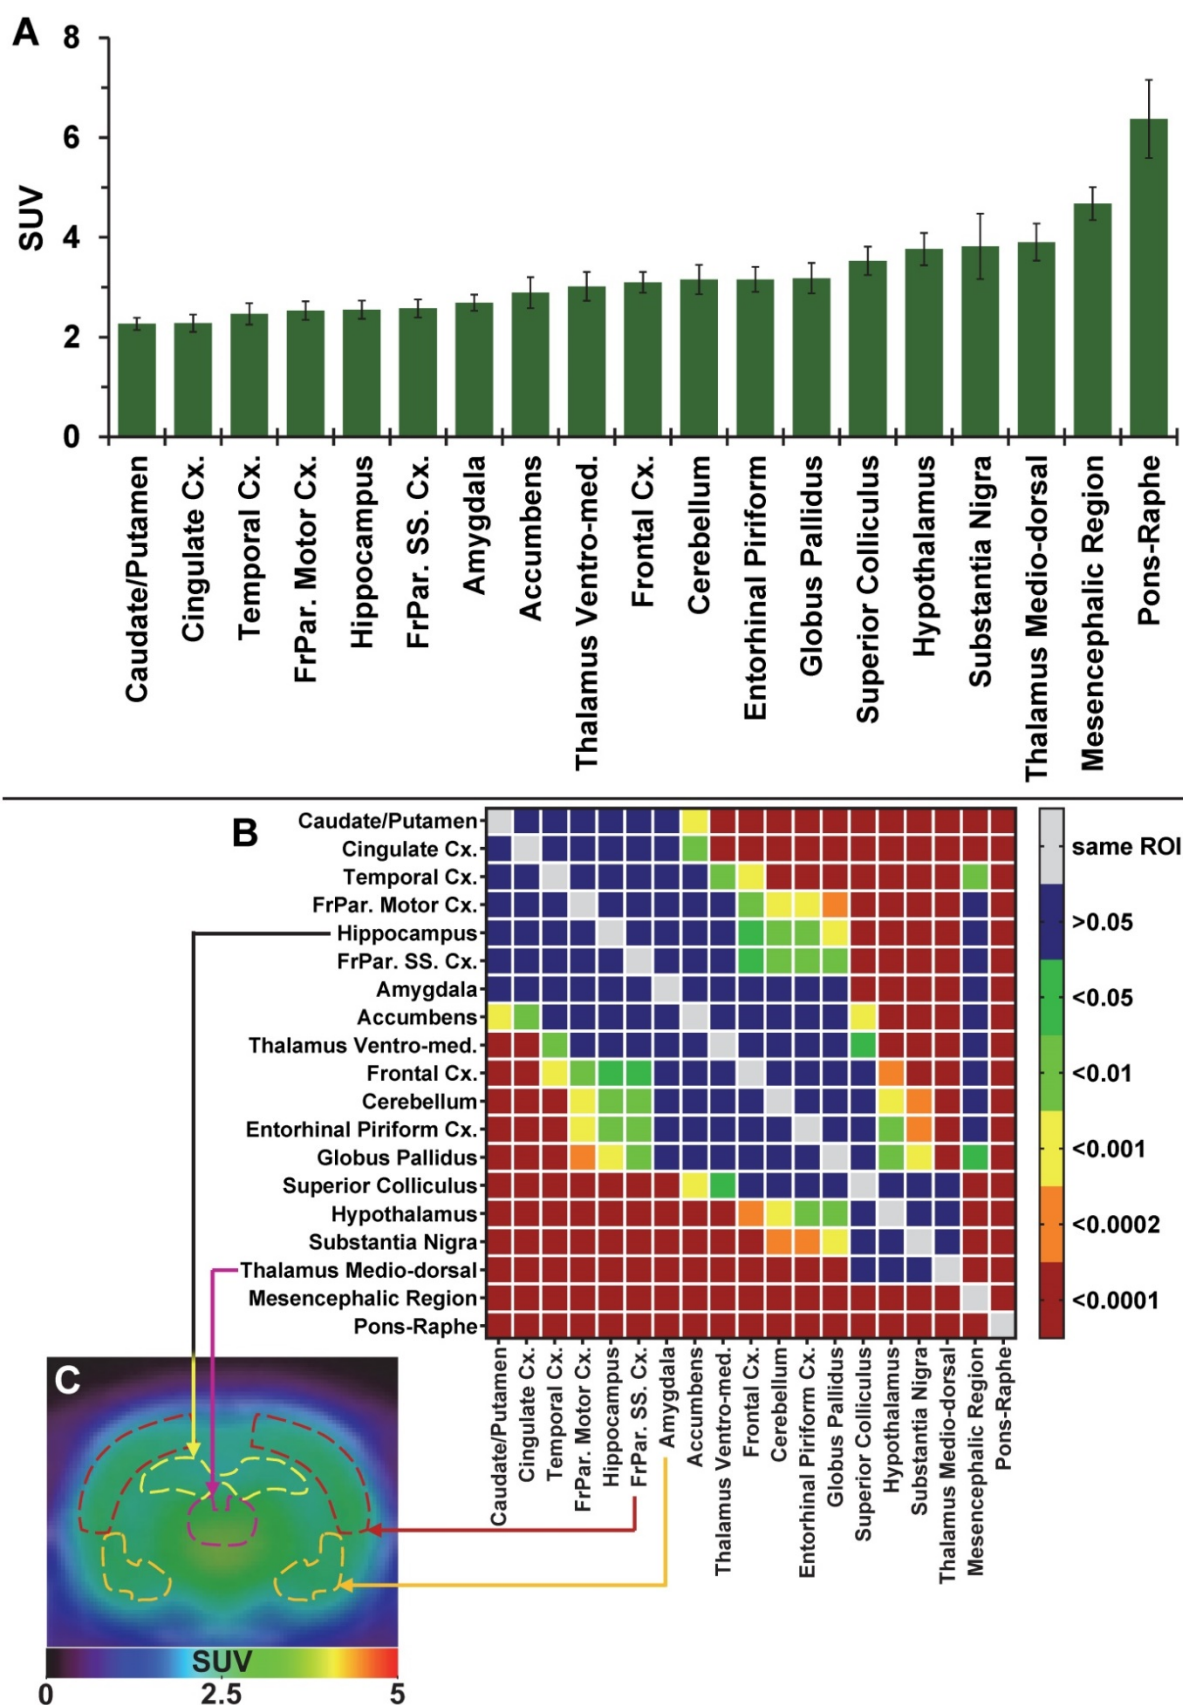 A
8
6
4
2
0
SUV
Caudate/Putamen
Cingulate Cx.
Temporal Cx.
FrPar. Motor Cx.
Hippocampus
FrPar. SS. Cx.
Amygdala
Accumbens
Thalamus Ventro-med.
Frontal Cx.
Cerebellum
Entorhinal Piriform
Globus Pallidus
Superior Colliculus
Hypothalamus
Substantia Nigra
Thalamus Medio-dorsal
Mesencephalic Region
Pons-Raphe
B
Caudate/Putamen
Cingulate Cx.
Temporal Cx.
FrPar. Motor Cx.
Hippocampus
FrPar. SS. Cx.
Amygdala
Accumbens
Thalamus Ventro-med.
Frontal Cx.
Cerebellum
Entorhinal Piriform Cx.
Globus Pallidus
Superior Colliculus
Hypothalamus
Substantia Nigra
Thalamus Medio-dorsal
Mesencephalic Region
Pons-Raphe
same ROI
>0.05
<0.05
<0.01
<0.001
<0.0002
<0.0001
Caudate/Putamen
Cingulate Cx.
Temporal Cx.
FrPar. Motor Cx.
Hippocampus
FrPar. SS. Cx.
Amygdala
Accumbens
Thalamus Ventro-med.
Frontal Cx.
Cerebellum
Entorhinal Piriform Cx.
Globus Pallidus
Superior Colliculus
Hypothalamus
Substantia Nigra
Thalamus Medio-dorsal
Mesencephalic Region
Pons-Raphe
C
SUV
0 2.5 5